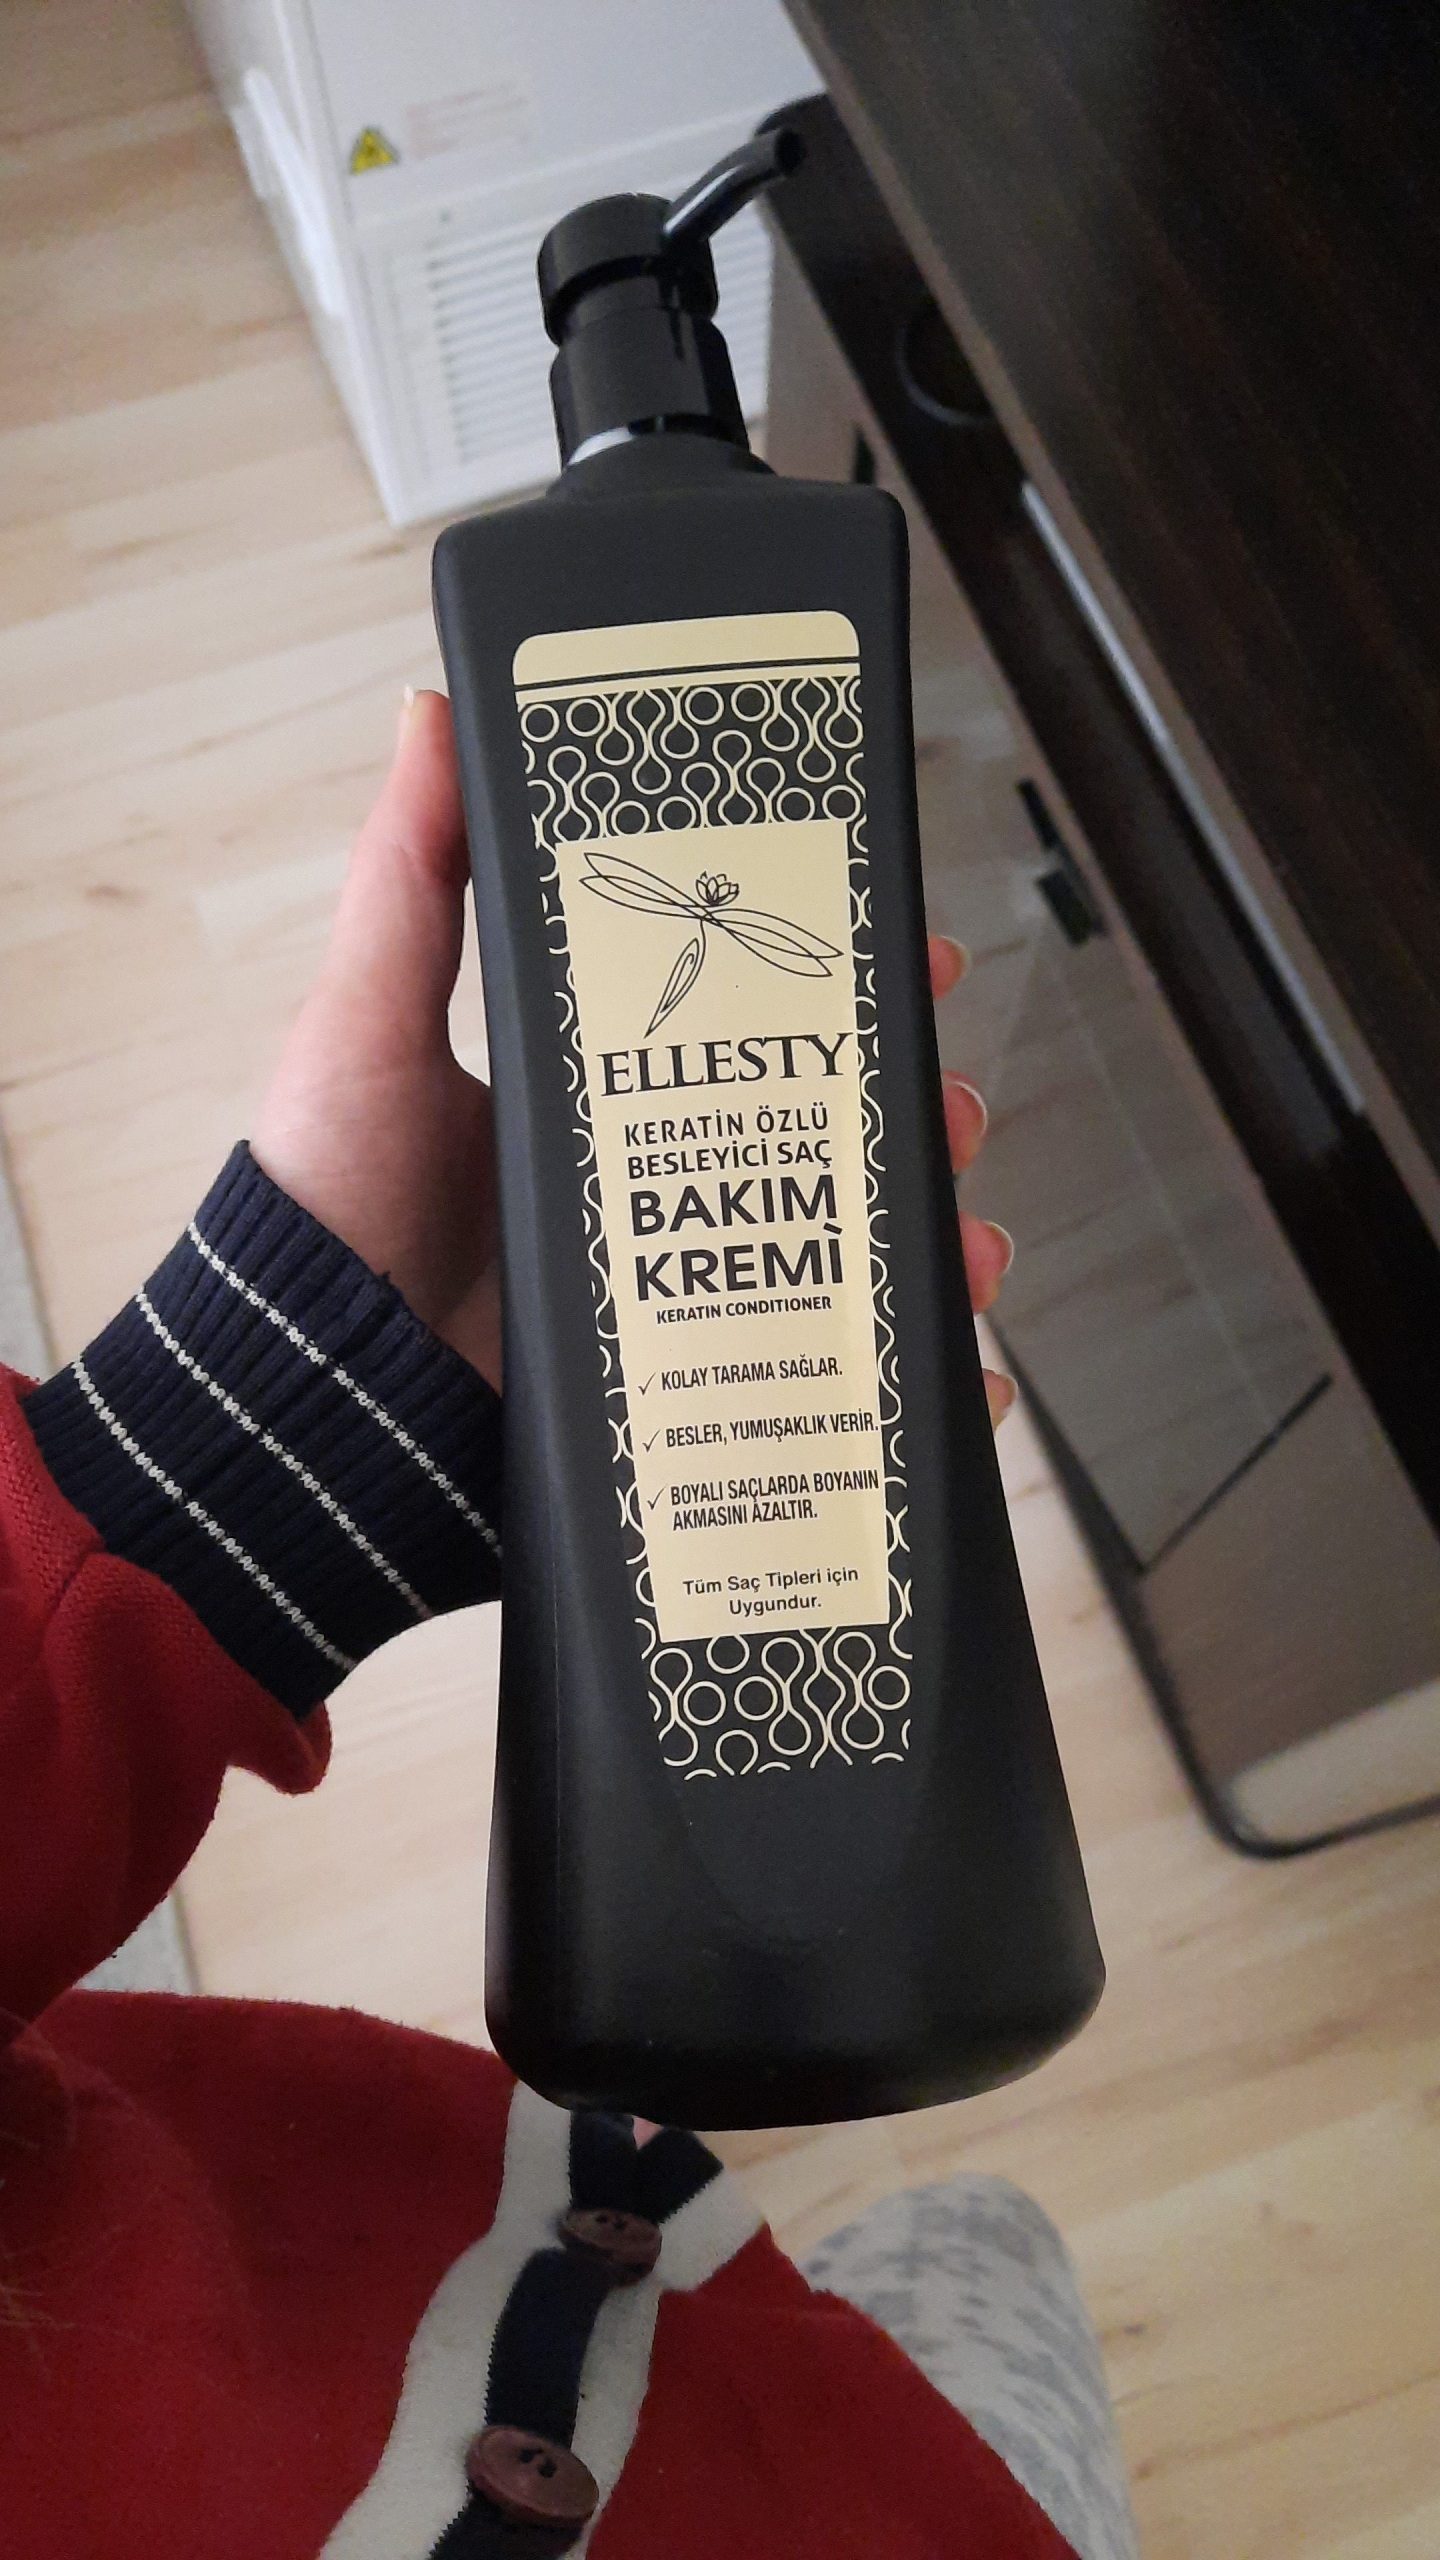 ELLESTY
KERATİN ÖZLÜ
BESLEYİCİ SAÇ
BAKIM
KREMİ
KERATIN CONDITIONER
✓ KOLAY TARAMA SAĞLAR.
✓ BESLER, YUMUŞAKLIK VERİR.
✓ BOYALI SAÇLARDA BOYANIN
AKMASINI AZALTIR.
Tüm Saç Tipleri için
Uygundur.